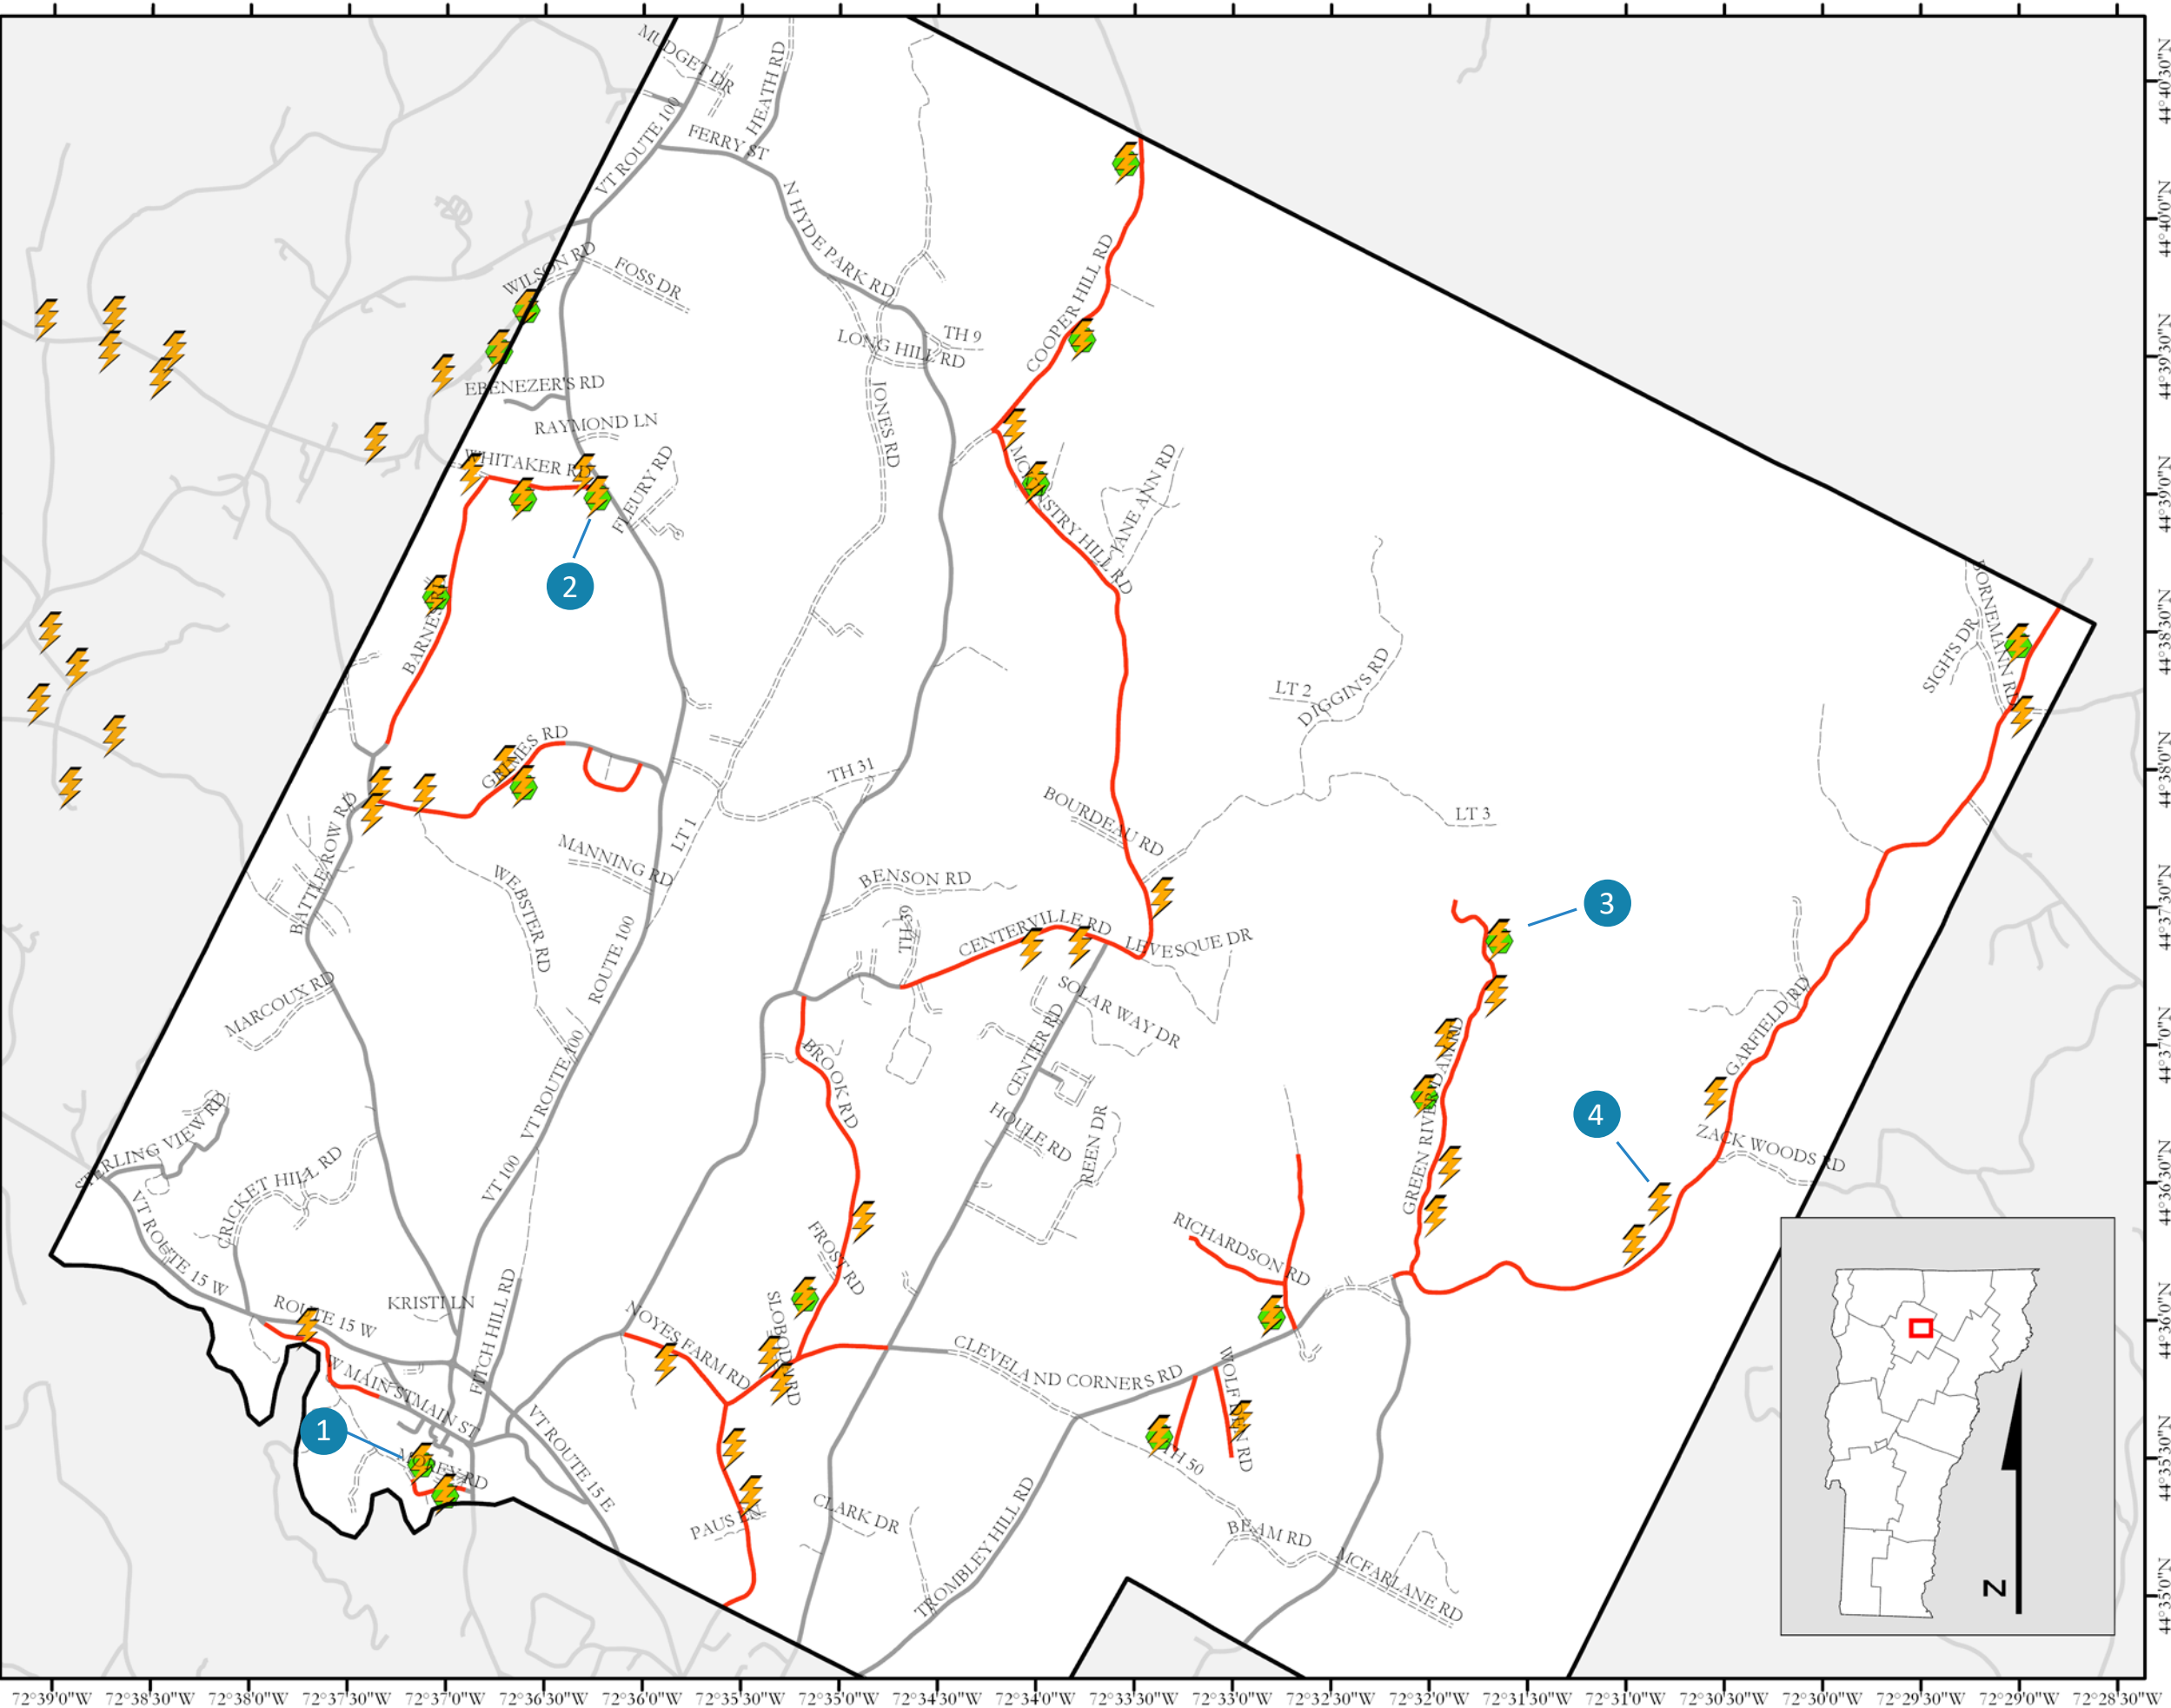 MUDGET DR
HEATH RD
VT ROUTE 100
FERRY ST
N HYDE PARK RD
WILSON RD
FOSS DR
COOPER HILL RD
TH 9
LONG HILL RD
EBENEZER'S RD
JONES RD
RAYMOND LN
WHITAKER RD
FLEURY RD
JANE ANN RD
2
SIGH'S DR
LT 2
DIGGINS RD
GRIMES RD
TH 31
BATTLE ROW RD
LT 1
BOURDEAU RD
LT 3
MANNING RD
WEBSTER RD
BENSON RD
3
CENTERVILLE RD
LEVESQUE DR
ROUTE 100
MARCOUX RD
SOLAR WAY DR
GARFIELD RD
CENTER RD
BROOK RD
VT ROUTE 100
4
STERLING VIEW RD
HOULE RD
REEN DR
GREEN RIVER DAM RD
ZACK WOODS RD
CRICKET HILL RD
VT 100
VT ROUTE 15 W
RICHARDSON RD
FROST RD
KRISTI LN
ROUTE 15 W
FITCH HILL RD
NOYES FARM RD
CLEVELAND CORNERS RD
W MAIN ST
MAIN ST
1
VT ROUTE 15 E
TH 50
CLARK DR
TROMBLEY HILL RD
BEAM RD
MCFARLANE RD
N
44°40'30"N
44°40'0"N
44°39'30"N
44°39'0"N
44°38'30"N
44°38'0"N
44°37'30"N
44°37'0"N
44°36'30"N
44°36'0"N
44°35'30"N
44°35'0"N
72°39'0"W 72°38'30"W 72°38'0"W 72°37'30"W 72°37'0"W 72°36'30"W 72°36'0"W 72°35'30"W 72°35'0"W 72°34'30"W 72°34'0"W 72°33'30"W 72°33'0"W 72°32'30"W 72°32'0"W 72°31'30"W 72°31'0"W 72°30'30"W 72°30'0"W 72°29'30"W 72°29'0"W 72°28'30"W